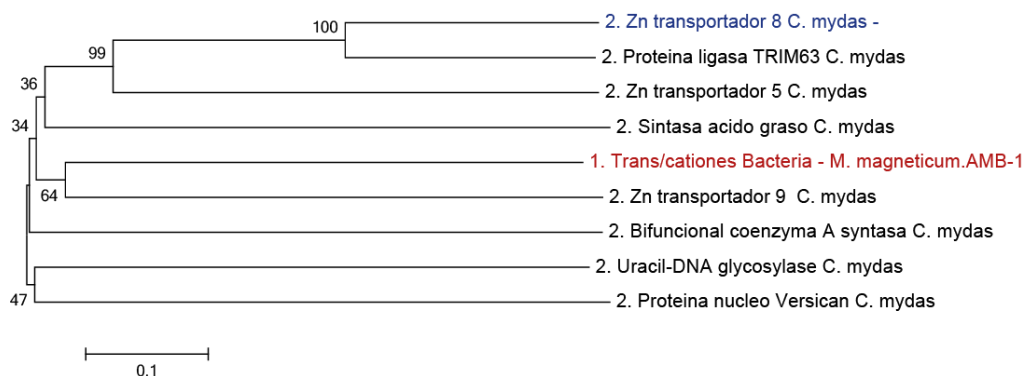 100
2. Zn transportador 8 C. mydas -
99
2. Proteina ligasa TRIM63 C. mydas
36
2. Zn transportador 5 C. mydas
34
2. Sintasa acido graso C. mydas
1. Trans/cationes Bacteria - M. magneticum.AMB-1
64
2. Zn transportador 9 C. mydas
2. Bifuncional coenzyma A syntasa C. mydas
2. Uracil-DNA glycosylase C. mydas
47
2. Proteina nucleo Versican C. mydas
0.1